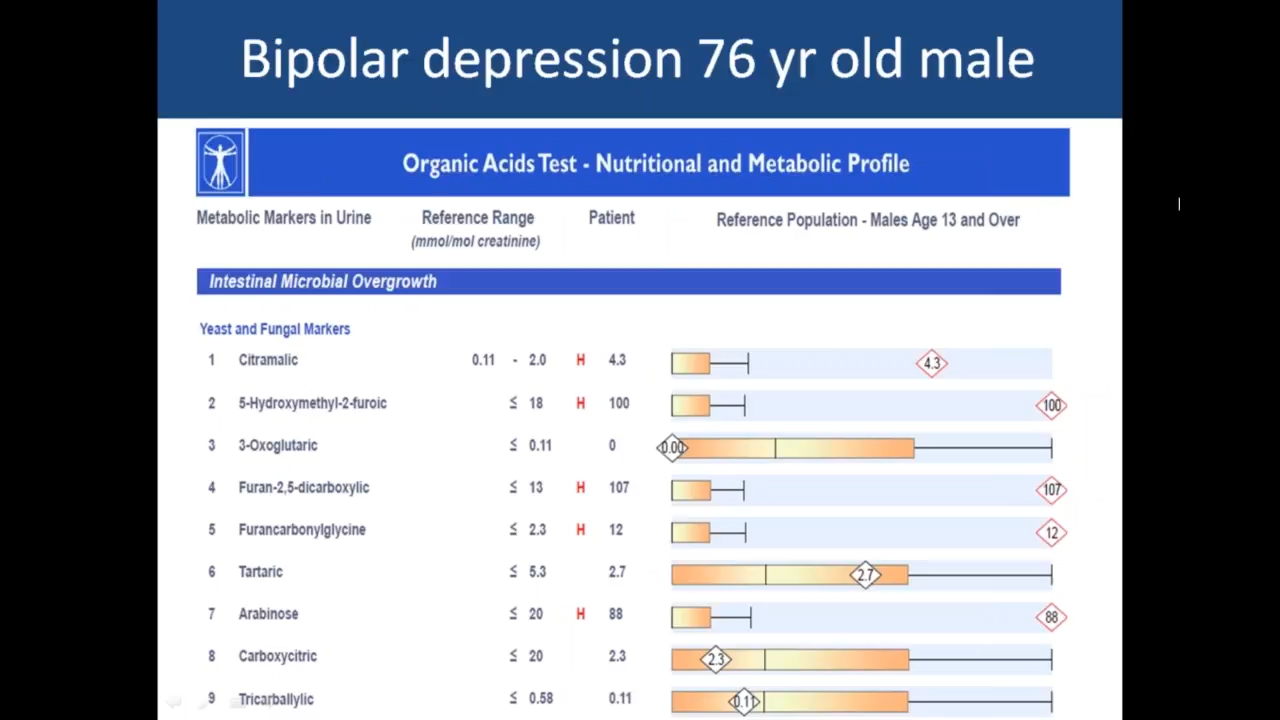 Bipolar depression 76 yr old male
Organic Acids Test - Nutritional and Metabolic Profile
Metabolic Markers in Urine Reference Range Patient Reference Population - Males Age 13 and Over
(mmol/mol creatinine)
Intestinal Microbial Overgrowth
Yeast and Fungal Markers
1 Citramalic 0.11 - 2.0 H 4.3 4.3
2 5-Hydroxymethyl-2-furoic ≤ 18 H 100 100
3 3-Oxoglutaric ≤ 0.11 0 0.00
4 Furan-2,5-dicarboxylic ≤ 13 H 107 107
5 Furancarbonylglycine ≤ 2.3 H 12 12
6 Tartaric ≤ 5.3 2.7 2.7
7 Arabinose ≤ 20 H 88 88
8 Carboxycitric ≤ 20 2.3 2.3
9 Tricarballylic ≤ 0.58 0.11 0.11